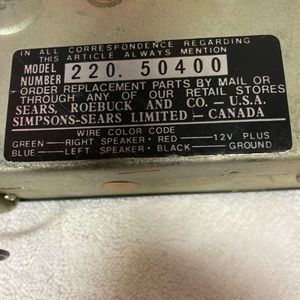 IN ALL CORRESPONDENCE REGARDING
THIS ARTICLE ALWAYS MENTION
MODEL NUMBER 220. 50400
ORDER REPLACEMENT PARTS BY MAIL OR
THROUGH ANY OF OUR RETAIL STORES
SEARS, ROEBUCK AND CO. – U.S.A.
SIMPSONS-SEARS LIMITED – CANADA
WIRE COLOR CODE
GREEN — RIGHT SPEAKER • RED — 12V PLUS
BLUE — LEFT SPEAKER • BLACK — GROUND